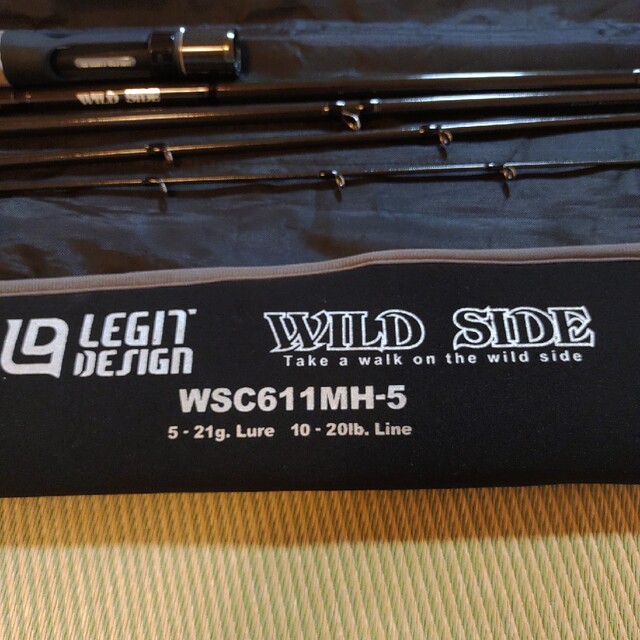 WILD SIDE
LEGIT DESIGN
WILD SIDE
Take a walk on the wild side
WSC611MH-5
5 - 21g. Lure 10 - 20lb. Line